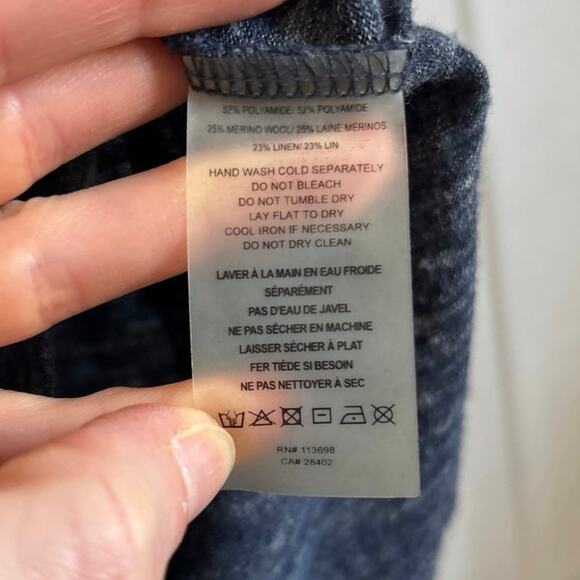 52% POLYAMIDE/ 52% POLYAMIDE
25% MERINO WOOL/ 25% LAINE MERINOS
23% LINEN/ 23% LIN
HAND WASH COLD SEPARATELY
DO NOT BLEACH
DO NOT TUMBLE DRY
LAY FLAT TO DRY
COOL IRON IF NECESSARY
DO NOT DRY CLEAN
LAVER À LA MAIN EN EAU FROIDE
SÉPARÉMENT
PAS D'EAU DE JAVEL
NE PAS SÉCHER EN MACHINE
LAISSER SÉCHER À PLAT
FER TIÈDE SI BESOIN
NE PAS NETTOYER À SEC
RN# 113698
CA# 28402